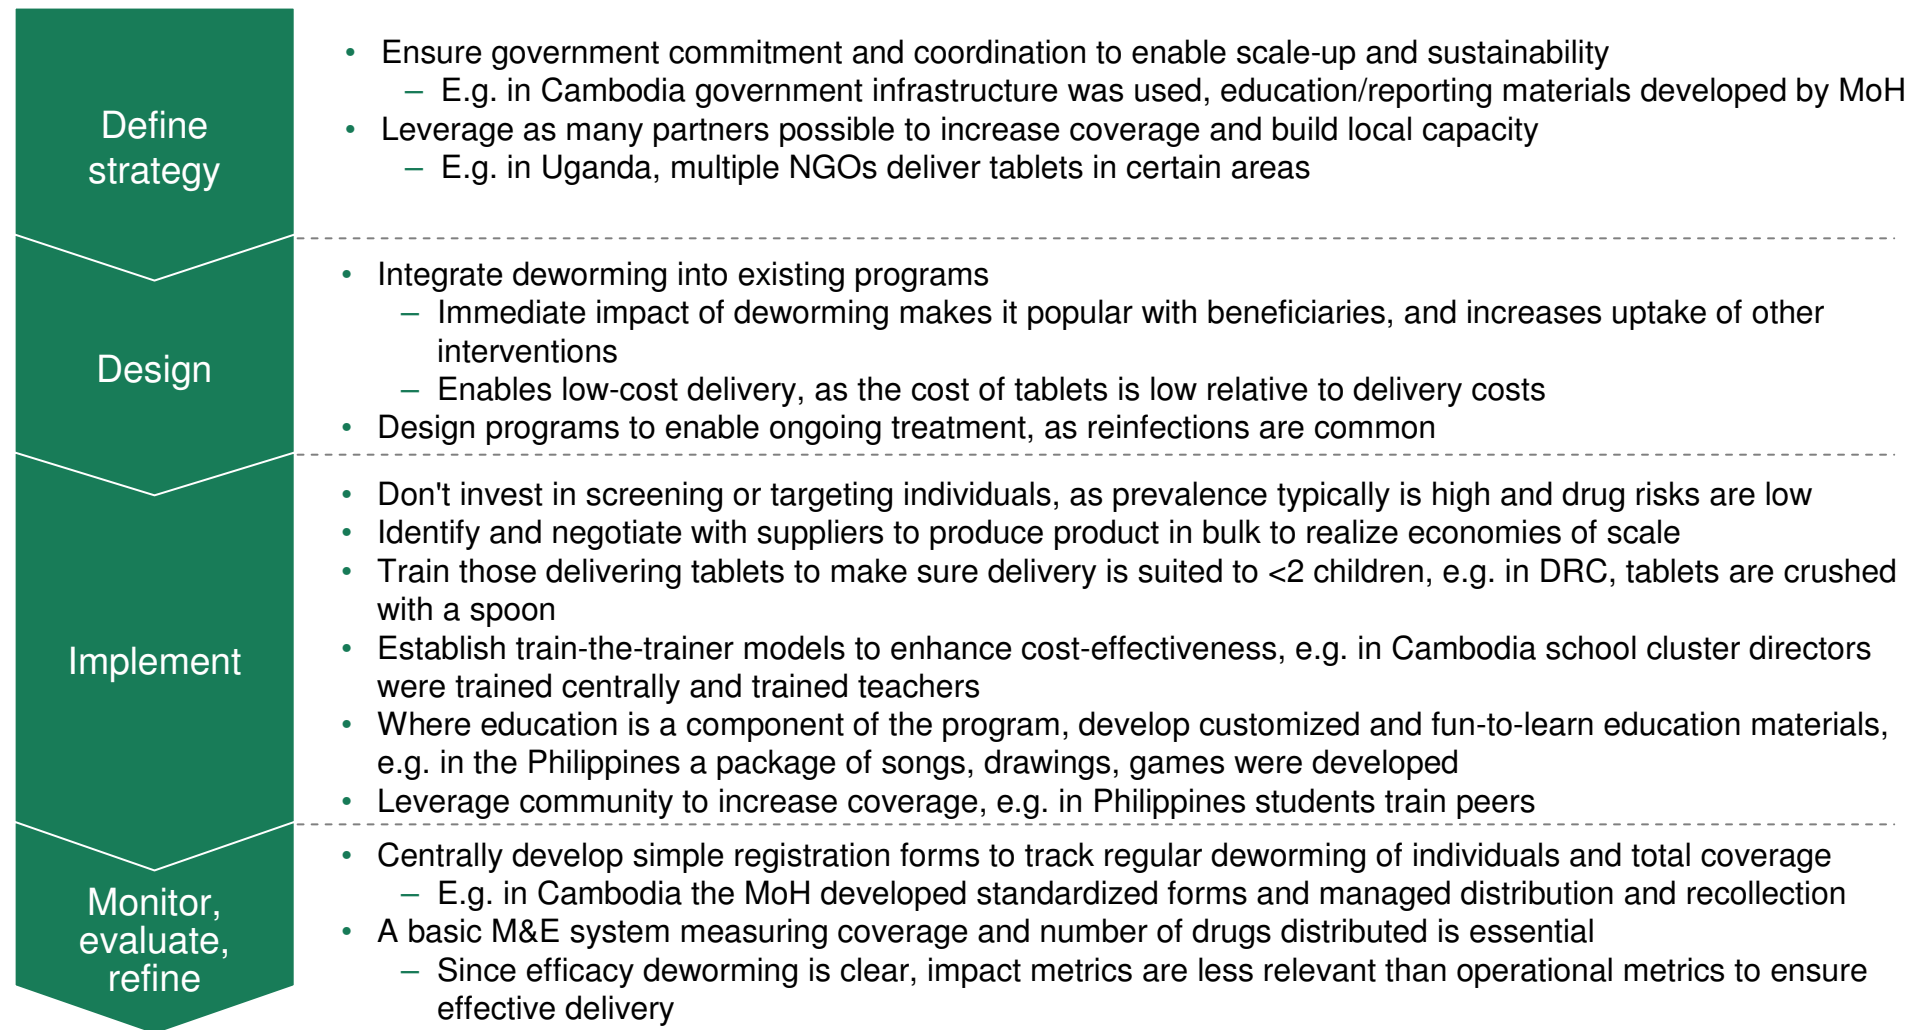 Define
strategy
• Ensure government commitment and coordination to enable scale-up and sustainability
– E.g. in Cambodia government infrastructure was used, education/reporting materials developed by MoH
• Leverage as many partners possible to increase coverage and build local capacity
– E.g. in Uganda, multiple NGOs deliver tablets in certain areas
Design
• Integrate deworming into existing programs
– Immediate impact of deworming makes it popular with beneficiaries, and increases uptake of other
interventions
– Enables low-cost delivery, as the cost of tablets is low relative to delivery costs
• Design programs to enable ongoing treatment, as reinfections are common
Implement
• Don't invest in screening or targeting individuals, as prevalence typically is high and drug risks are low
• Identify and negotiate with suppliers to produce product in bulk to realize economies of scale
• Train those delivering tablets to make sure delivery is suited to <2 children, e.g. in DRC, tablets are crushed
with a spoon
• Establish train-the-trainer models to enhance cost-effectiveness, e.g. in Cambodia school cluster directors
were trained centrally and trained teachers
• Where education is a component of the program, develop customized and fun-to-learn education materials,
e.g. in the Philippines a package of songs, drawings, games were developed
• Leverage community to increase coverage, e.g. in Philippines students train peers
Monitor,
evaluate,
refine
• Centrally develop simple registration forms to track regular deworming of individuals and total coverage
– E.g. in Cambodia the MoH developed standardized forms and managed distribution and recollection
• A basic M&E system measuring coverage and number of drugs distributed is essential
– Since efficacy deworming is clear, impact metrics are less relevant than operational metrics to ensure
effective delivery